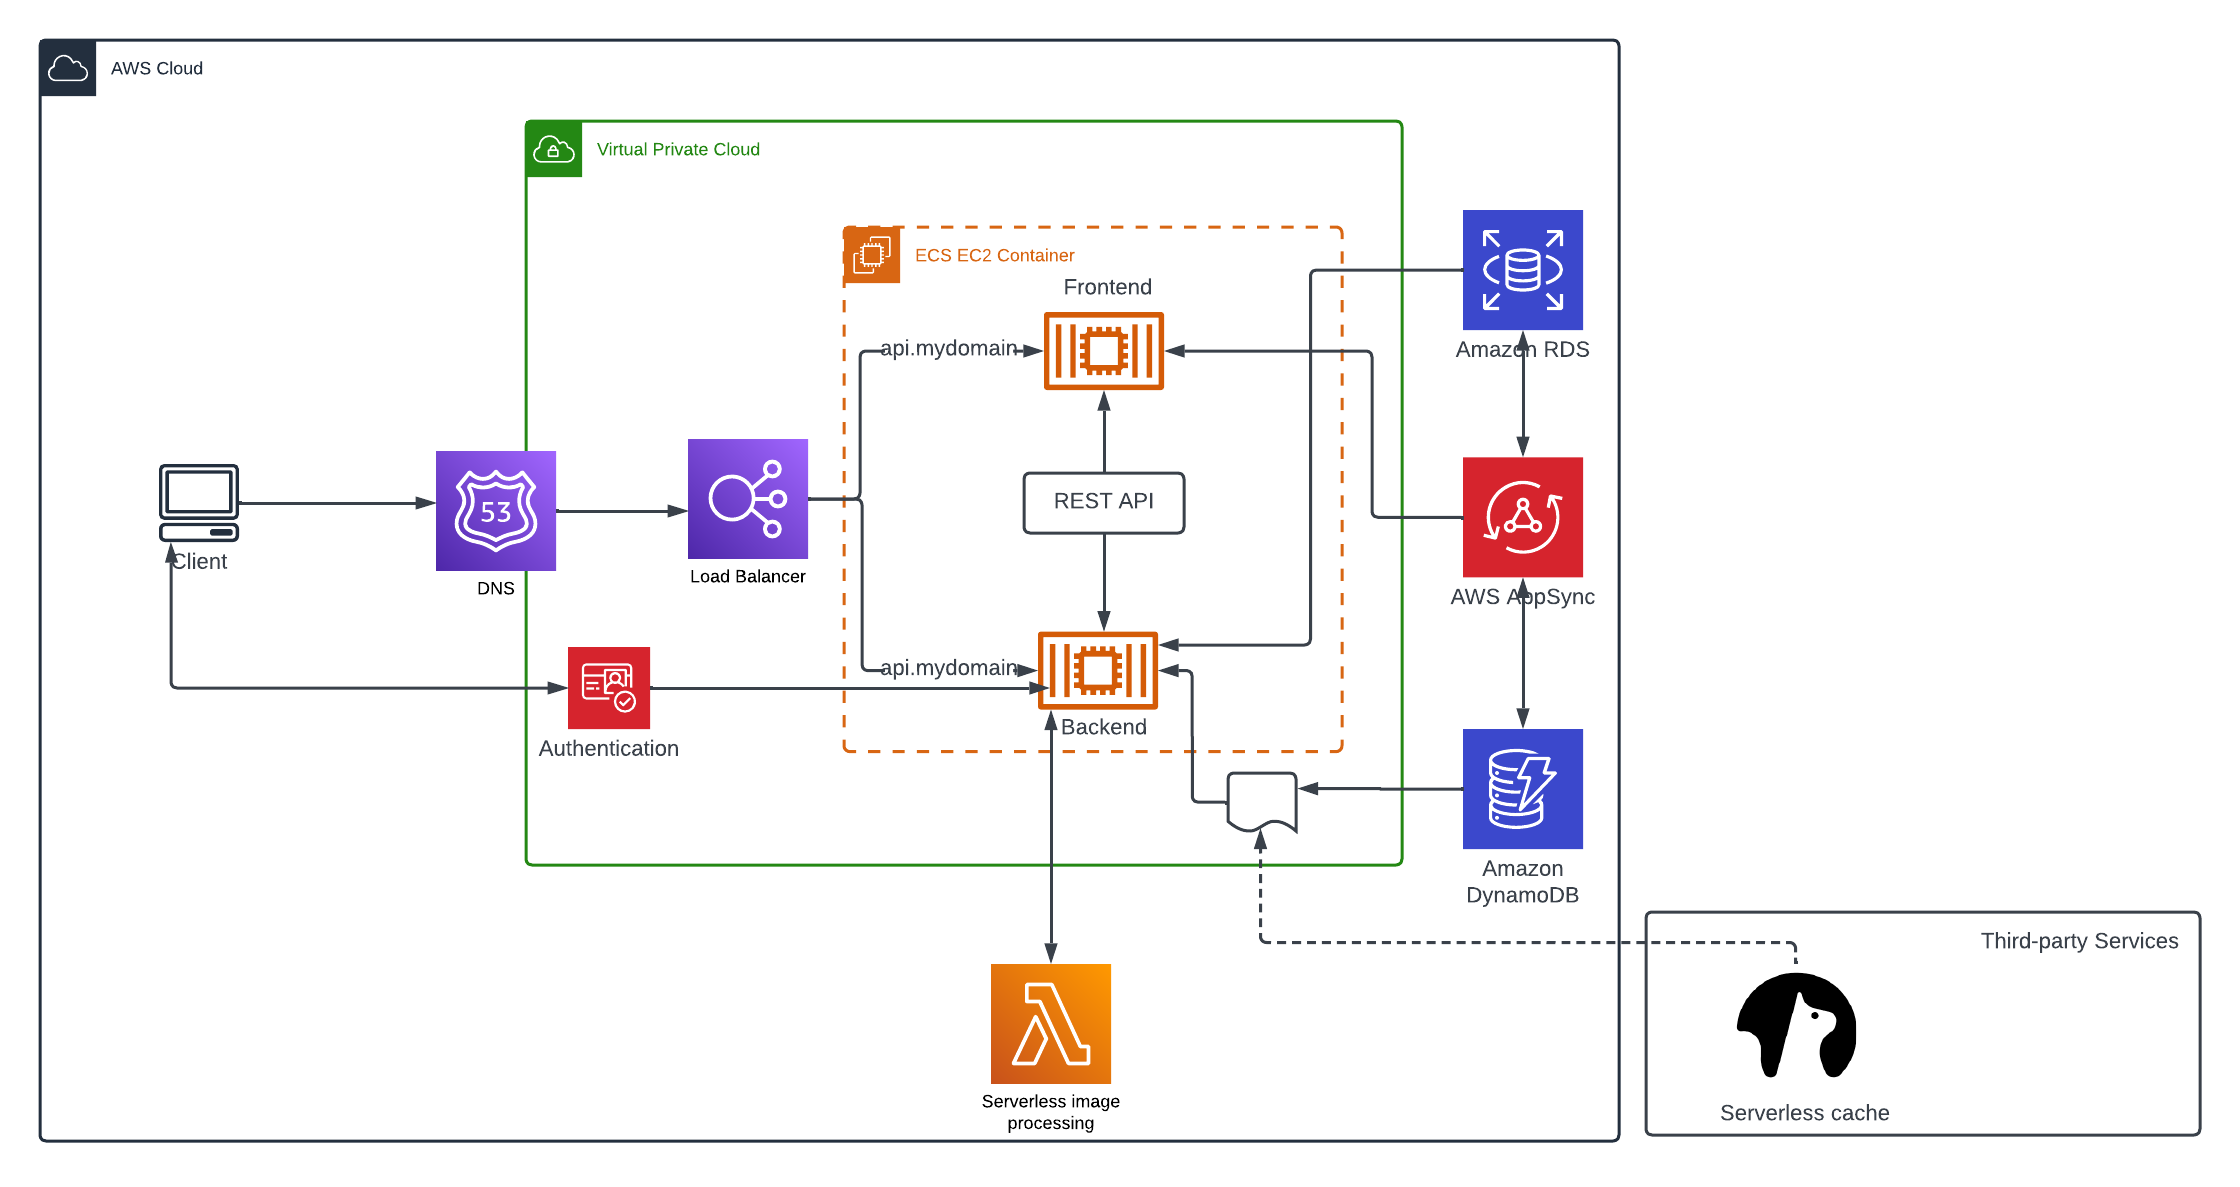 AWS Cloud
Virtual Private Cloud
ECS EC2 Container
Frontend
api.mydomain
Amazon RDS
REST API
53
Client
DNS
Load Balancer
AWS AppSync
api.mydomain
Backend
Authentication
Amazon
DynamoDB
Third-party Services
Serverless image
processing
Serverless cache